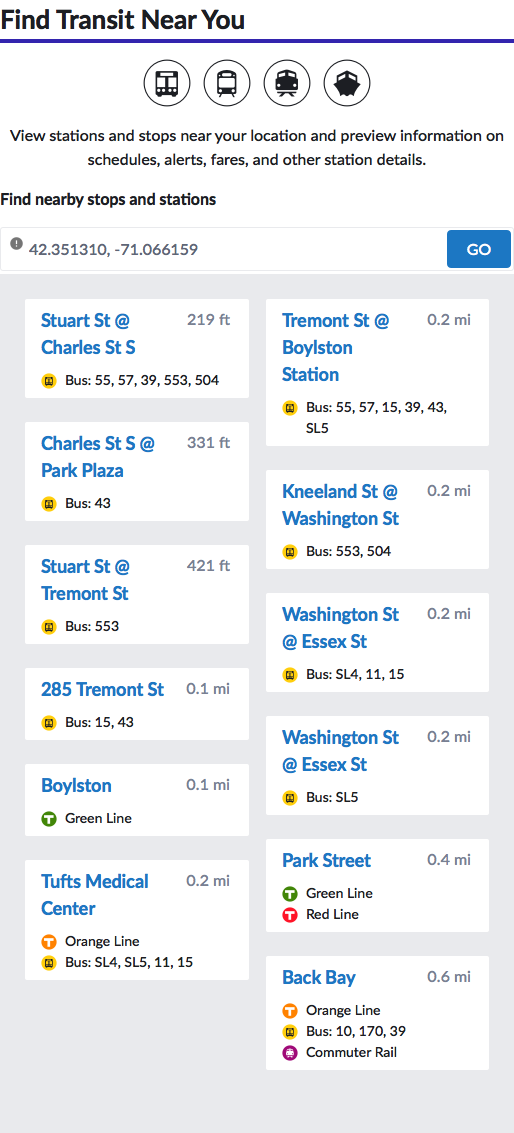 Find Transit Near You
View stations and stops near your location and preview information on
schedules, alerts, fares, and other station details.
Find nearby stops and stations
42.351310, -71.066159
GO
Stuart St @ 219 ft
Charles St S
Bus: 55, 57, 39, 553, 504
Charles St S @ 331 ft
Park Plaza
Bus: 43
Stuart St @ 421 ft
Tremont St
Bus: 553
285 Tremont St 0.1 mi
Bus: 15, 43
Boylston 0.1 mi
T Green Line
Tufts Medical 0.2 mi
Center
T Orange Line
Bus: SL4, SL5, 11, 15
Tremont St @ 0.2 mi
Boylston
Station
Bus: 55, 57, 15, 39, 43,
SL5
Kneeland St @ 0.2 mi
Washington St
Bus: 553, 504
Washington St 0.2 mi
@ Essex St
Bus: SL4, 11, 15
Washington St 0.2 mi
@ Essex St
Bus: SL5
Park Street 0.4 mi
T Green Line
T Red Line
Back Bay 0.6 mi
T Orange Line
Bus: 10, 170, 39
Commuter Rail